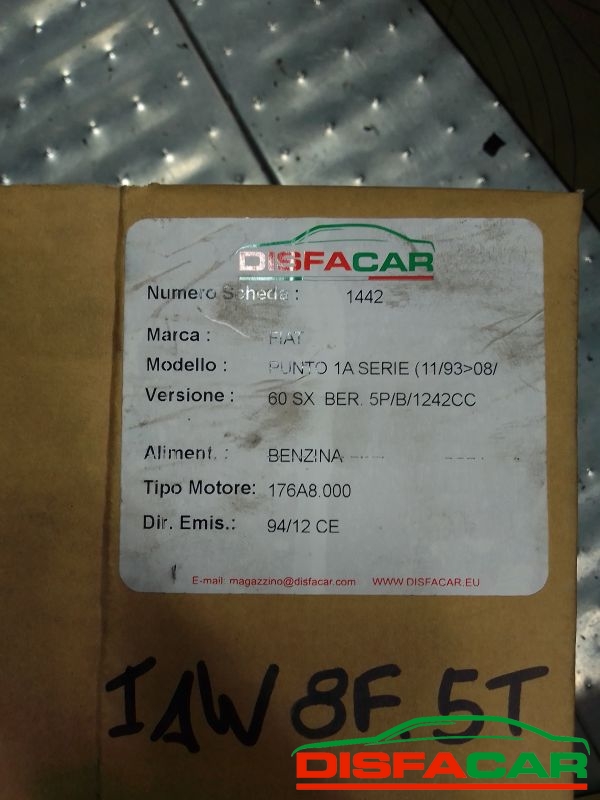 DISFACAR
Numero Scheda : 1442
Marca : FIAT
Modello : PUNTO 1A SERIE (11/93>08/
Versione : 60 SX BER. 5P/B/1242CC
Aliment. : BENZINA
Tipo Motore: 176A8.000
Dir. Emis.: 94/12 CE
E-mail: magazzino@disfacar.com WWW.DISFACAR.EU
IAW 8F.5T
DISFACAR